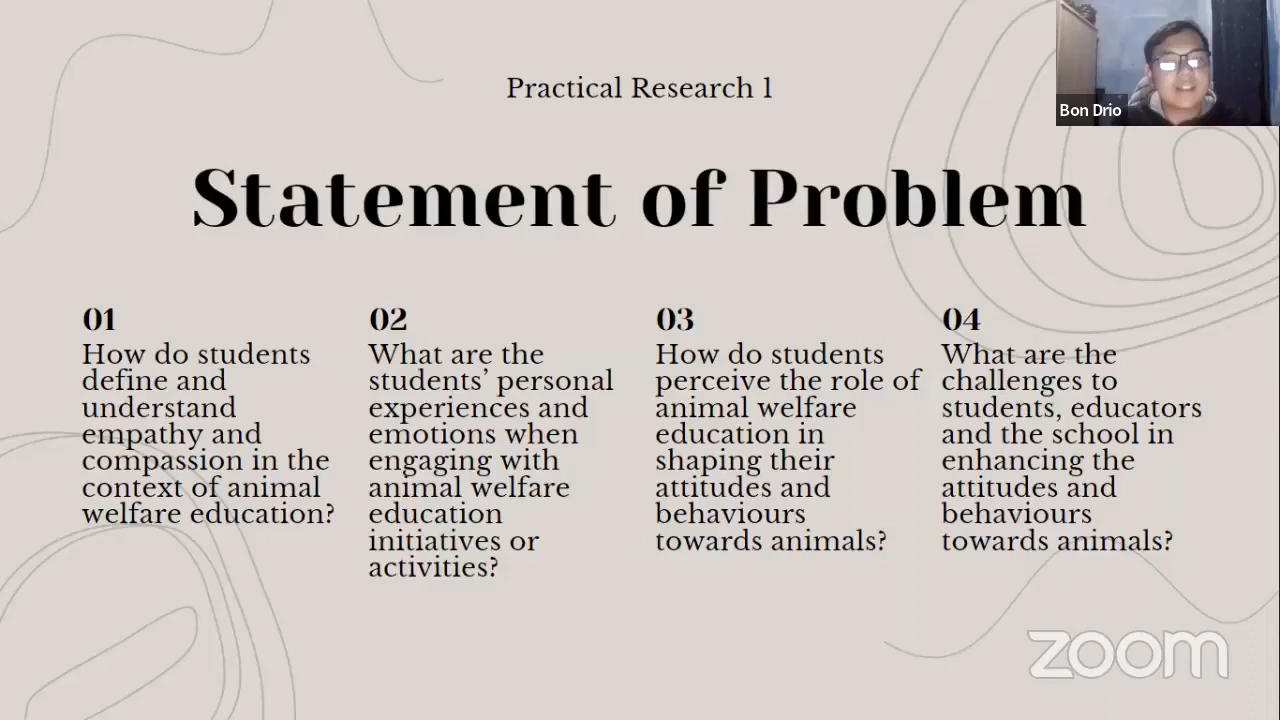 Practical Research 1
Bon Drio
Statement of Problem
01
How do students
define and
understand
empathy and
compassion in the
context of animal
welfare education?
02
What are the
students’ personal
experiences and
emotions when
engaging with
animal welfare
education
initiatives or
activities?
03
How do students
perceive the role of
animal welfare
education in
shaping their
attitudes and
behaviours
towards animals?
04
What are the
challenges to
students, educators
and the school in
enhancing the
attitudes and
behaviours
towards animals?
zoom